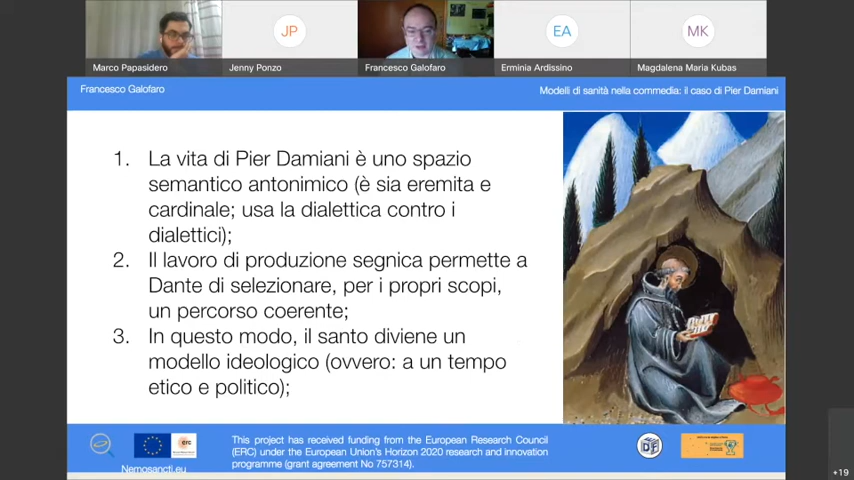 JP
EA
MK
Marco Papasidero
Jenny Ponzo
Francesco Galofaro
Erminia Ardissino
Magdalena Maria Kubas
Francesco Galofaro
Modelli di sanità nella commedia: il caso di Pier Damiani
1. La vita di Pier Damiani è uno spazio
semantico antonimico (è sia eremita e
cardinale; usa la dialettica contro i
dialettici);
2. Il lavoro di produzione segnica permette a
Dante di selezionare, per i propri scopi,
un percorso coerente;
3. In questo modo, il santo diviene un
modello ideologico (ovvero: a un tempo
etico e politico);
erc
Nemosancti.eu
This project has received funding from the European Research Council
(ERC) under the European Union's Horizon 2020 research and innovation
programme (grant agreement No 757314).
+19